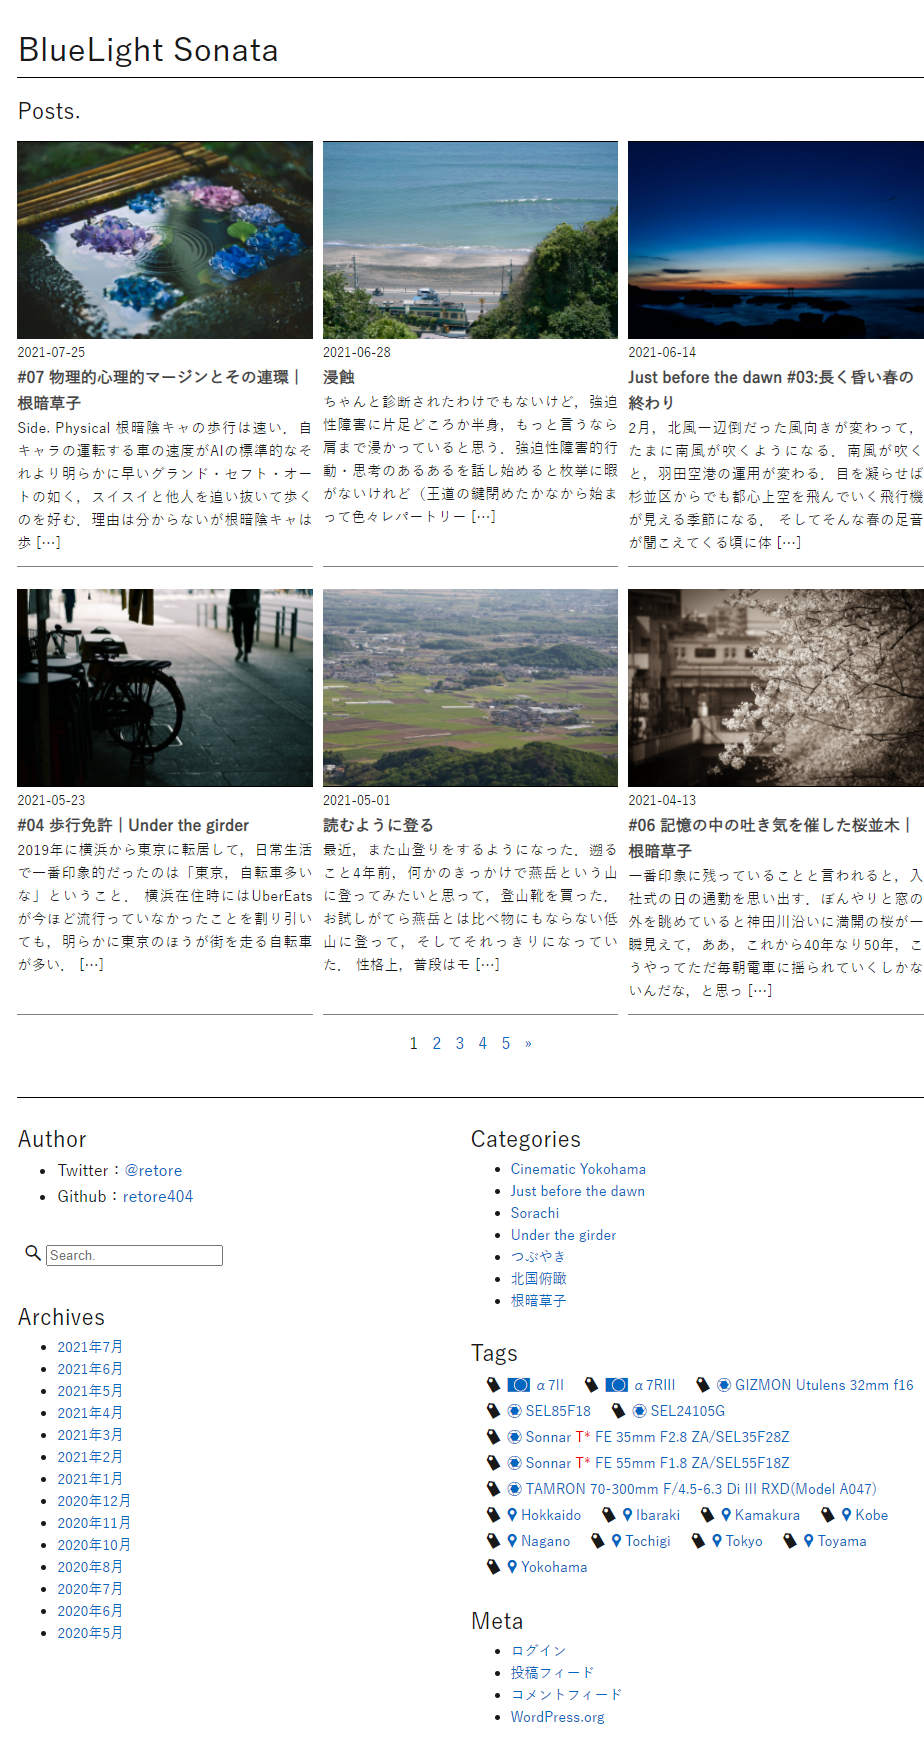 BlueLight Sonata
Posts.
2021-07-25
#07 物理的心理的マージンとその連環｜
根暗草子
Side. Physical 根暗陰キャの歩行は速い．自
キャラの運転する車の速度がAIの標準的なそ
れより明らかに早いグランド・セフト・オー
トの如く，スイスイと他人を追い抜いて歩く
のを好む．理由は分からないが根暗陰キャは
歩 […]
2021-06-28
浸蝕
ちゃんと診断されたわけでもないけど，強迫
性障害に片足どころか半身，もっと言うなら
肩まで浸かっていると思う．強迫性障害的行
動・思考のあるあるを話し始めると枚挙に暇
がないけれど（王道の鍵閉めたかなから始ま
って色々レパートリー […]
2021-06-14
Just before the dawn #03:長く昏い春の
終わり
2月，北風一辺倒だった風向きが変わって，
たまに南風が吹くようになる．南風が吹く
と，羽田空港の運用が変わる．目を凝らせば
杉並区からでも都心上空を飛んでいく飛行機
が見える季節になる． そしてそんな春の足音
が聞こえてくる頃に体 […]
2021-05-23
#04 歩行免許｜Under the girder
2019年に横浜から東京に転居して，日常生活
で一番印象的だったのは「東京，自転車多い
な」ということ． 横浜在住時にはUberEats
が今ほど流行っていなかったことを割り引い
ても，明らかに東京のほうが街を走る自転車
が多い． […]
2021-05-01
読むように登る
最近，また山登りをするようになった．遡る
こと4年前，何かのきっかけで燕岳という山
に登ってみたいと思って，登山靴を買った．
お試しがてら燕岳とは比べ物にもならない低
山に登って，そしてそれっきりになってい
た． 性格上，普段はモ […]
2021-04-13
#06 記憶の中の吐き気を催した桜並木｜
根暗草子
一番印象に残っていることと言われると，入
社式の日の通勤を思い出す．ぼんやりと窓の
外を眺めていると神田川沿いに満開の桜が一
瞬見えて，ああ，これから40年なり50年，こ
うやってただ毎朝電車に揺られていくしかな
いんだな，と思っ […]
1 2 3 4 5 »
Author
Twitter：@retore
Github：retore404
Search.
Archives
2021年7月
2021年6月
2021年5月
2021年4月
2021年3月
2021年2月
2021年1月
2020年12月
2020年11月
2020年10月
2020年8月
2020年7月
2020年6月
2020年5月
Categories
Cinematic Yokohama
Just before the dawn
Sorachi
Under the girder
つぶやき
北国俯瞰
根暗草子
Tags
α7II α7RIII GIZMON Utulens 32mm f16
SEL85F18 SEL24105G
Sonnar T* FE 35mm F2.8 ZA/SEL35F28Z
Sonnar T* FE 55mm F1.8 ZA/SEL55F18Z
TAMRON 70-300mm F/4.5-6.3 Di III RXD(Model A047)
Hokkaido Ibaraki Kamakura Kobe
Nagano Tochigi Tokyo Toyama
Yokohama
Meta
ログイン
投稿フィード
コメントフィード
WordPress.org